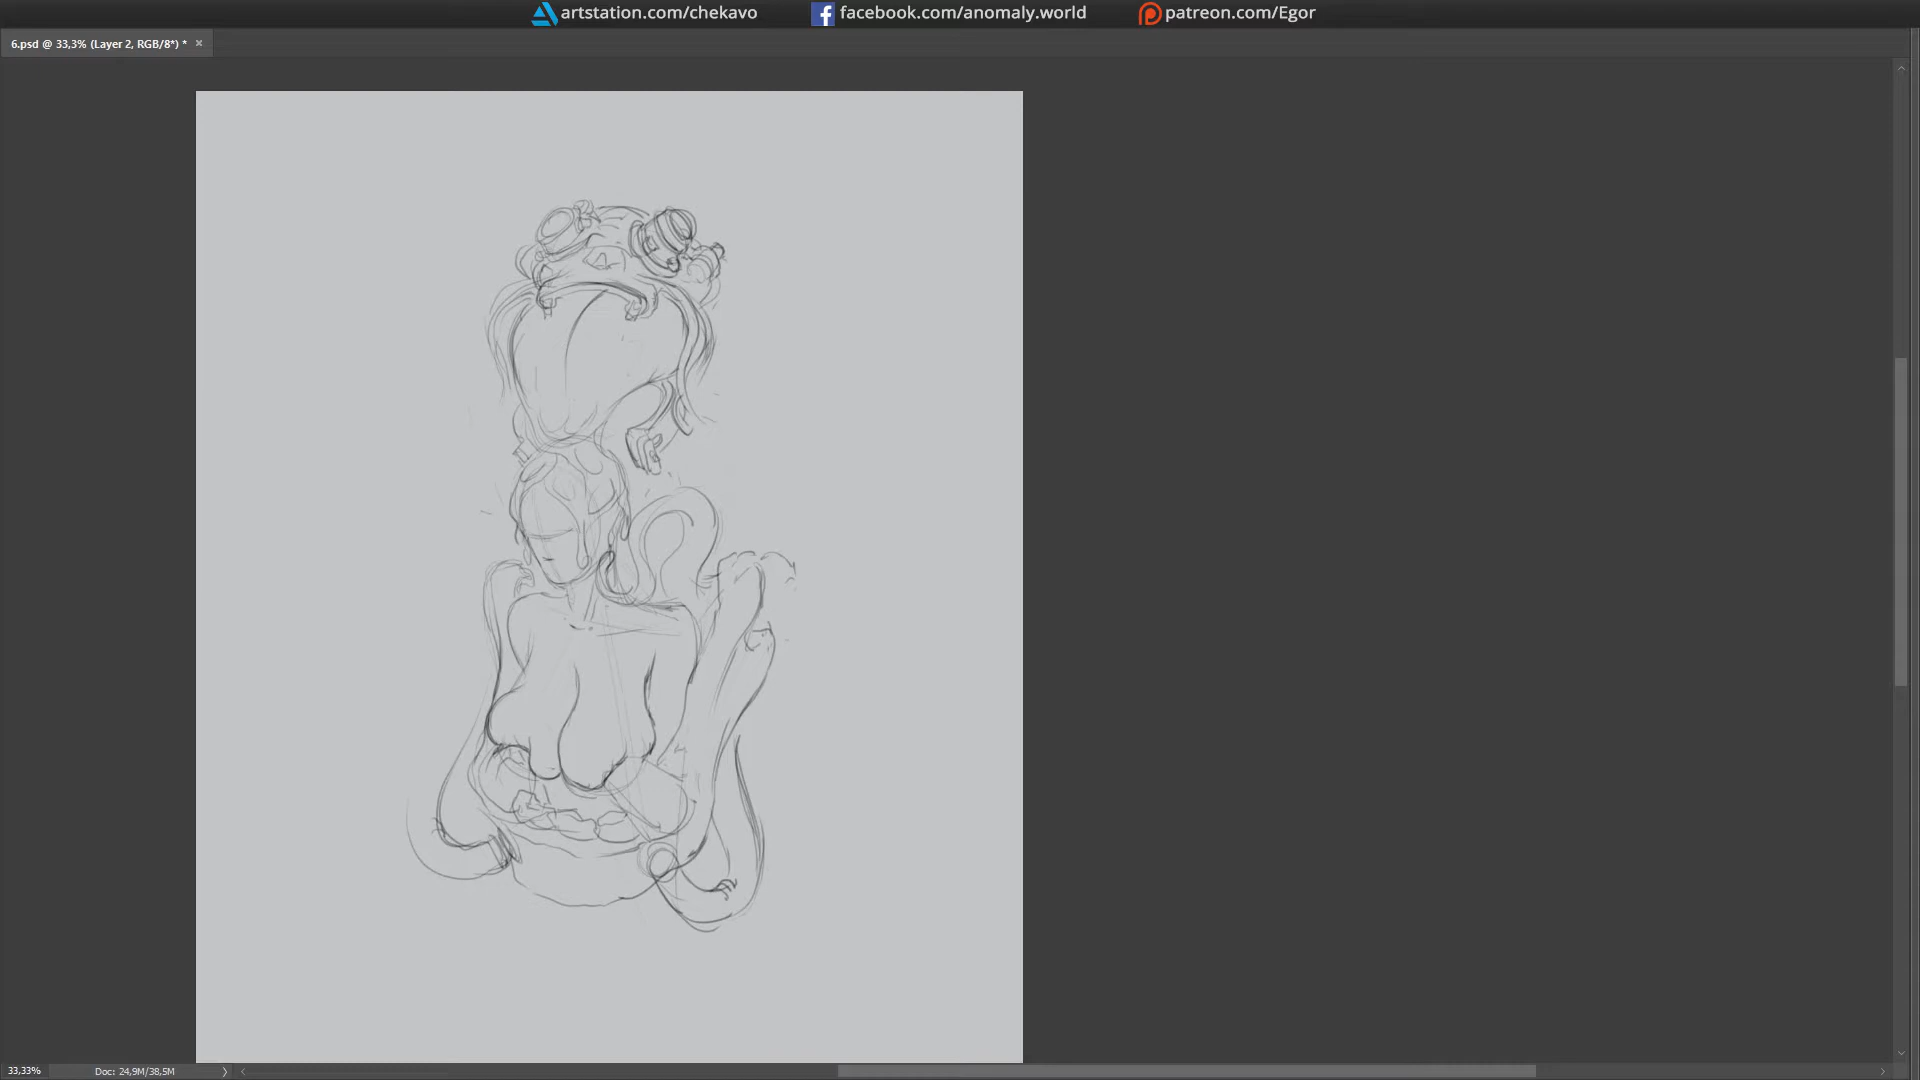 artstation.com/chekavo facebook.com/anomaly.world patreon.com/Egor
6.psd @ 33,3% (Layer 2, RGB/8*) * ×
33,33% Doc: 24,9M/38,5M